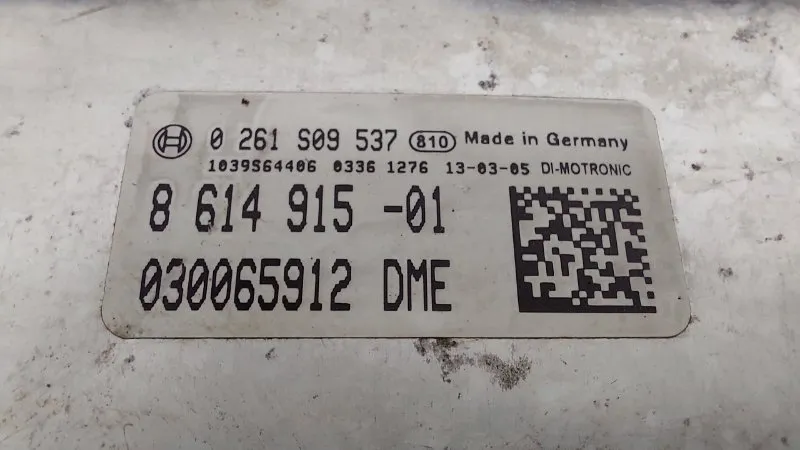 0 261 S09 537 810 Made in Germany
1039S64406 0336 1276 13-03-05 DI-MOTRONIC
8 614 915 -01
030065912 DME